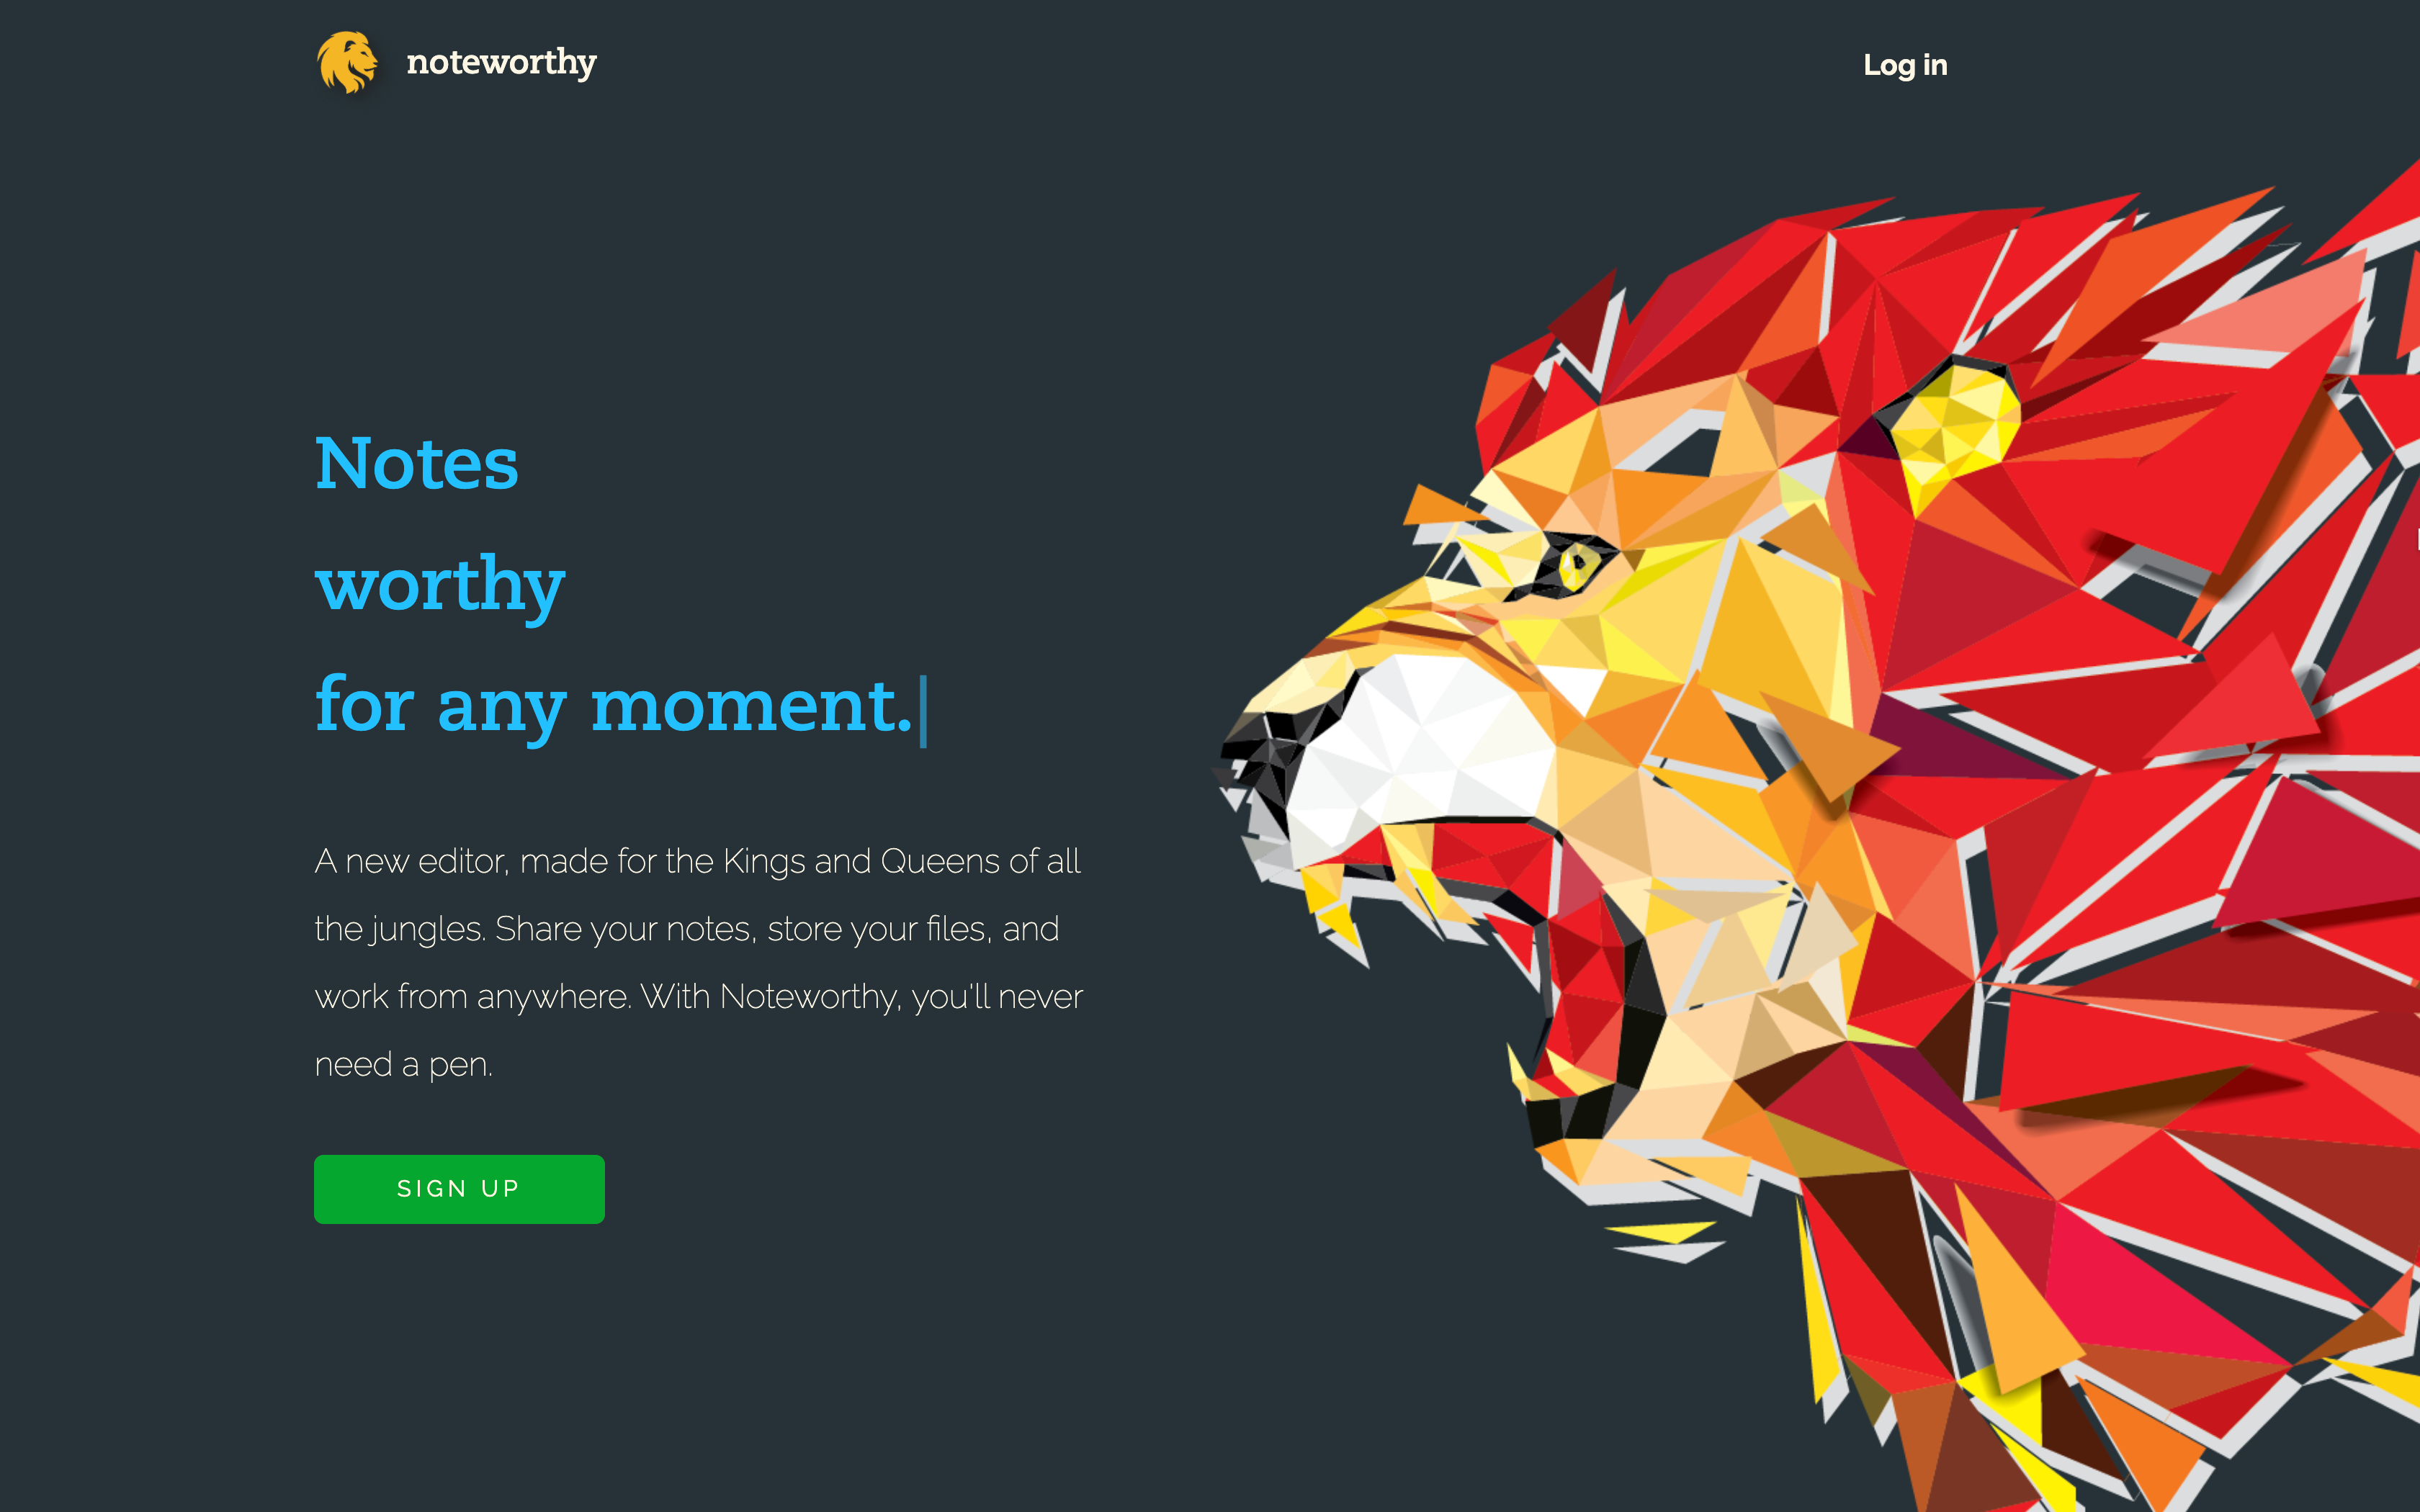 noteworthy
Log in
Notes
worthy
for any moment.
A new editor, made for the Kings and Queens of all
the jungles. Share your notes, store your files, and
work from anywhere. With Noteworthy, you'll never
need a pen.
SIGN UP